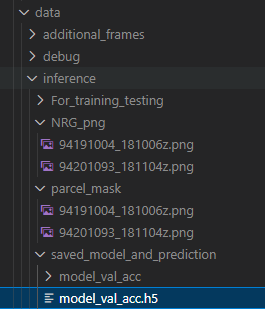 data
additional_frames
debug
inference
For_training_testing
NRG_png
94191004_181006z.png
94201093_181104z.png
parcel_mask
94191004_181006z.png
94201093_181104z.png
saved_model_and_prediction
model_val_acc
model_val_acc.h5